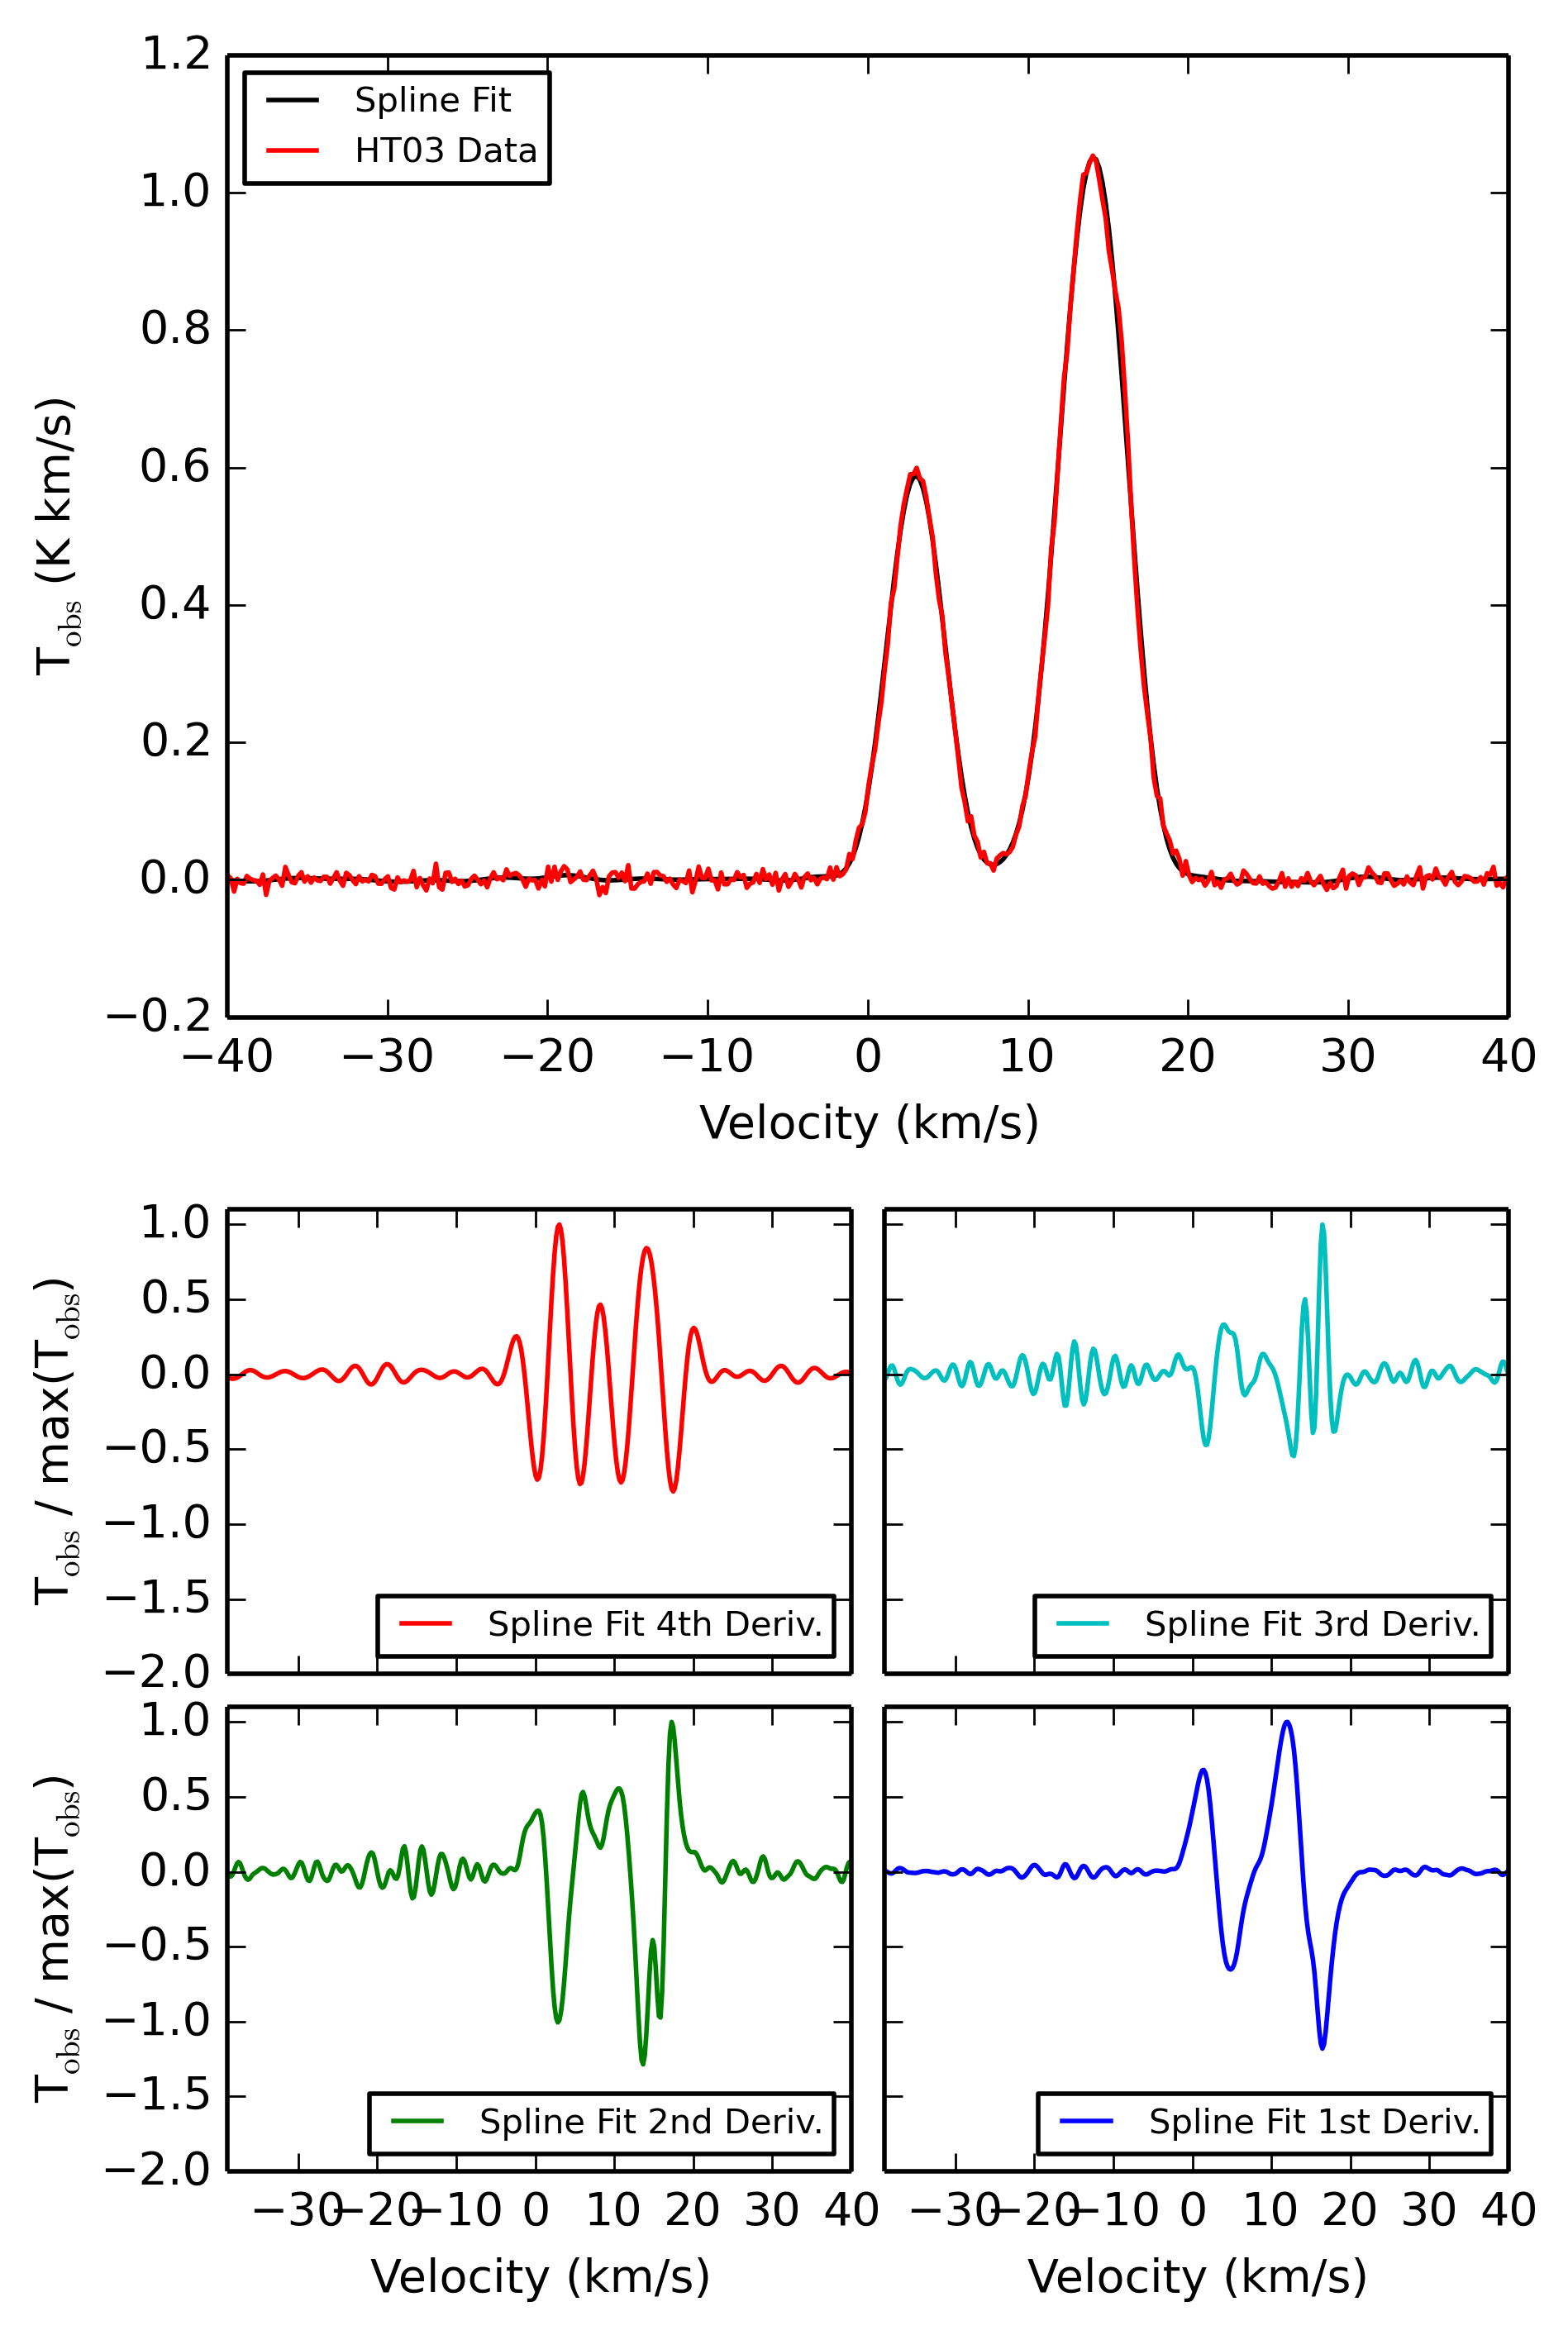 1.2
Spline Fit
HT03 Data
1.0
0.8
0.6
0.4
0.2
0.0
−0.2
T_obs (K km/s)
−40 −30 −20 −10 0 10 20 30 40
Velocity (km/s)
1.0
0.5
0.0
−0.5
−1.0
−1.5
−2.0
T_obs / max(T_obs)
Spline Fit 4th Deriv.
Spline Fit 3rd Deriv.
1.0
0.5
0.0
−0.5
−1.0
−1.5
−2.0
T_obs / max(T_obs)
Spline Fit 2nd Deriv.
Spline Fit 1st Deriv.
−30 −20 −10 0 10 20 30 40
−30 −20 −10 0 10 20 30 40
Velocity (km/s)
Velocity (km/s)